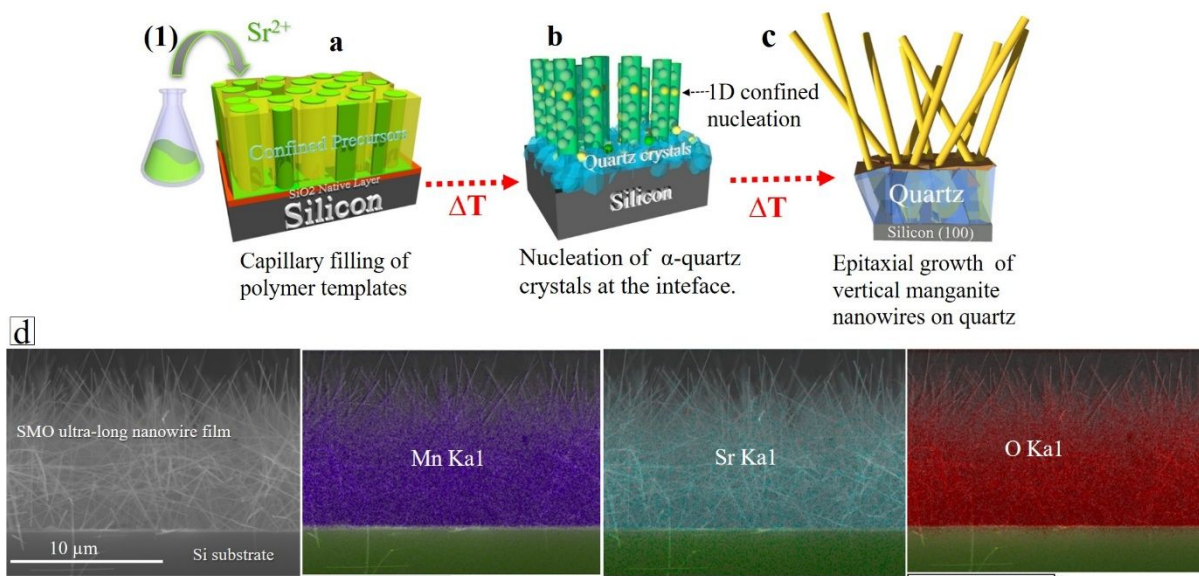 (1)
Sr²⁺
a
Confined Precursors
SiO2 Native Layer
Silicon
ΔT
Capillary filling of
polymer templates
b
1D confined
nucleation
Quartz crystals
Silicon
ΔT
Nucleation of α-quartz
crystals at the inteface.
c
Quartz
Silicon (100)
Epitaxial growth of
vertical manganite
nanowires on quartz
d
SMO ultra-long nanowire film
10 µm
Si substrate
Mn Ka1
Sr Ka1
O Ka1